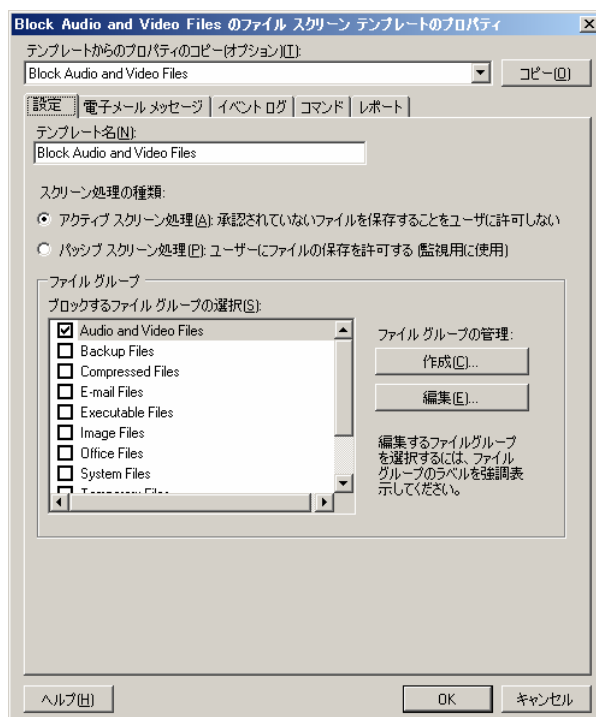 Block Audio and Video Files のファイル スクリーン テンプレートのプロパティ
テンプレートからのプロパティのコピー(オプション)(T):
Block Audio and Video Files
コピー(O)
設定
電子メール メッセージ
イベント ログ
コマンド
レポート
テンプレート名(N):
Block Audio and Video Files
スクリーン処理の種類:
アクティブ スクリーン処理(A): 承認されていないファイルを保存することをユーザに許可しない
パッシブ スクリーン処理(P): ユーザーにファイルの保存を許可する (監視用に使用)
ファイル グループ
ブロックするファイル グループの選択(S):
Audio and Video Files
Backup Files
Compressed Files
E-mail Files
Executable Files
Image Files
Office Files
System Files
Temporary Files
ファイル グループの管理:
作成(C)...
編集(E)...
編集するファイルグループ
を選択するには、ファイル
グループのラベルを強調表
示してください。
ヘルプ(H)
OK
キャンセル